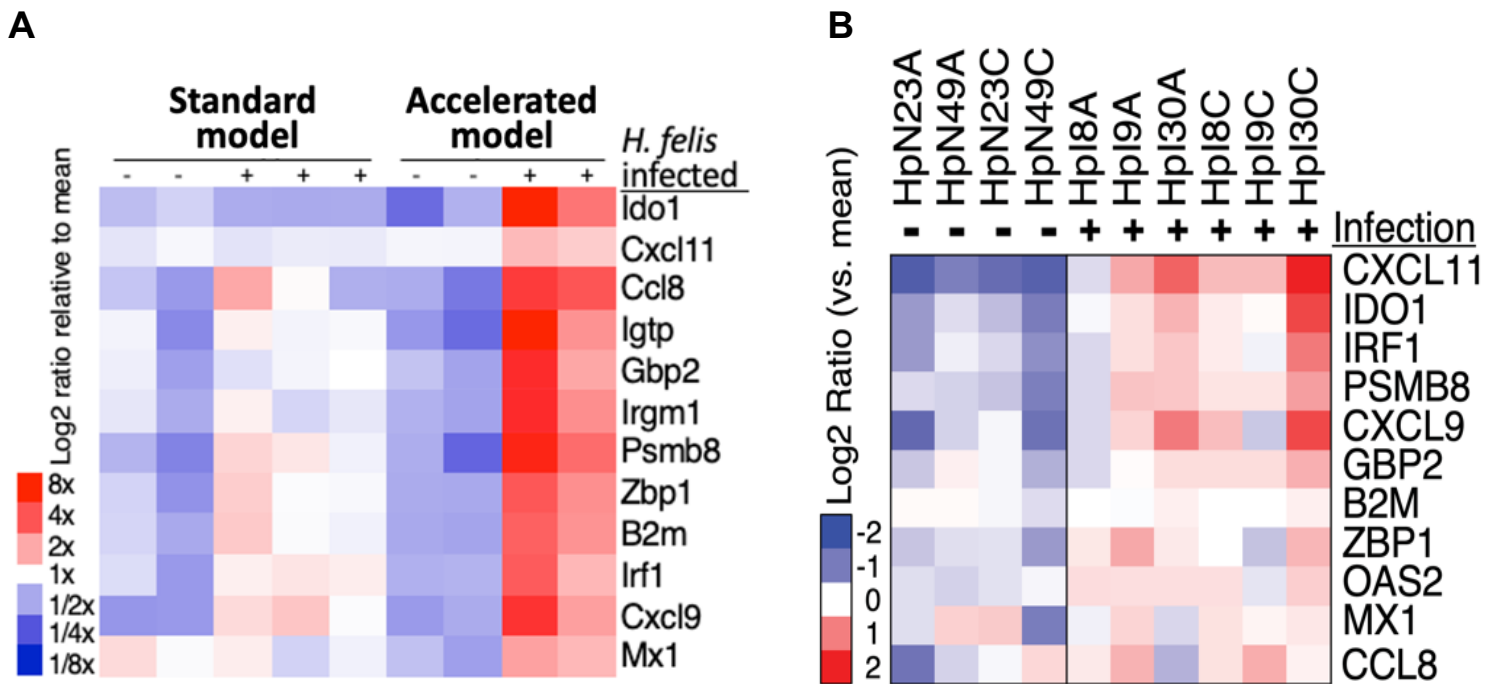 A
Standard
model
Accelerated
model
H. felis
infected
- - + + + - - + +
Log2 ratio relative to mean
Ido1
Cxcl11
Ccl8
Igtp
Gbp2
Irgm1
Psmb8
Zbp1
B2m
Irf1
Cxcl9
Mx1
8x
4x
2x
1x
1/2x
1/4x
1/8x
B
HpN23A
HpN49A
HpN23C
HpN49C
HpI8A
HpI9A
HpI30A
HpI8C
HpI9C
HpI30C
- - - - + + + + + +
Infection
Log2 Ratio (vs. mean)
CXCL11
IDO1
IRF1
PSMB8
CXCL9
GBP2
B2M
ZBP1
OAS2
MX1
CCL8
-2
-1
0
1
2